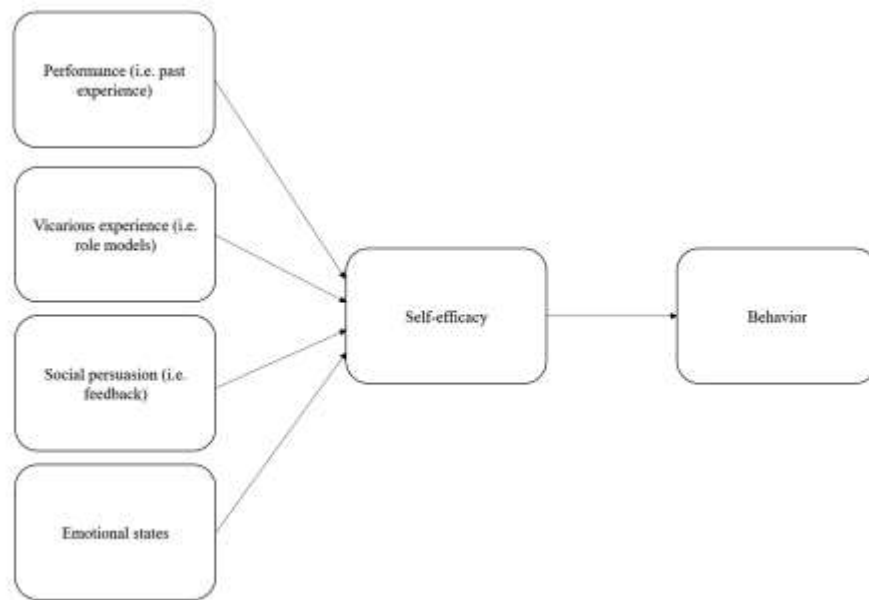 Performance (i.e. past
experience)
Vicarious experience (i.e.
role models)
Social persuasion (i.e.
feedback)
Emotional states
Self-efficacy
Behavior